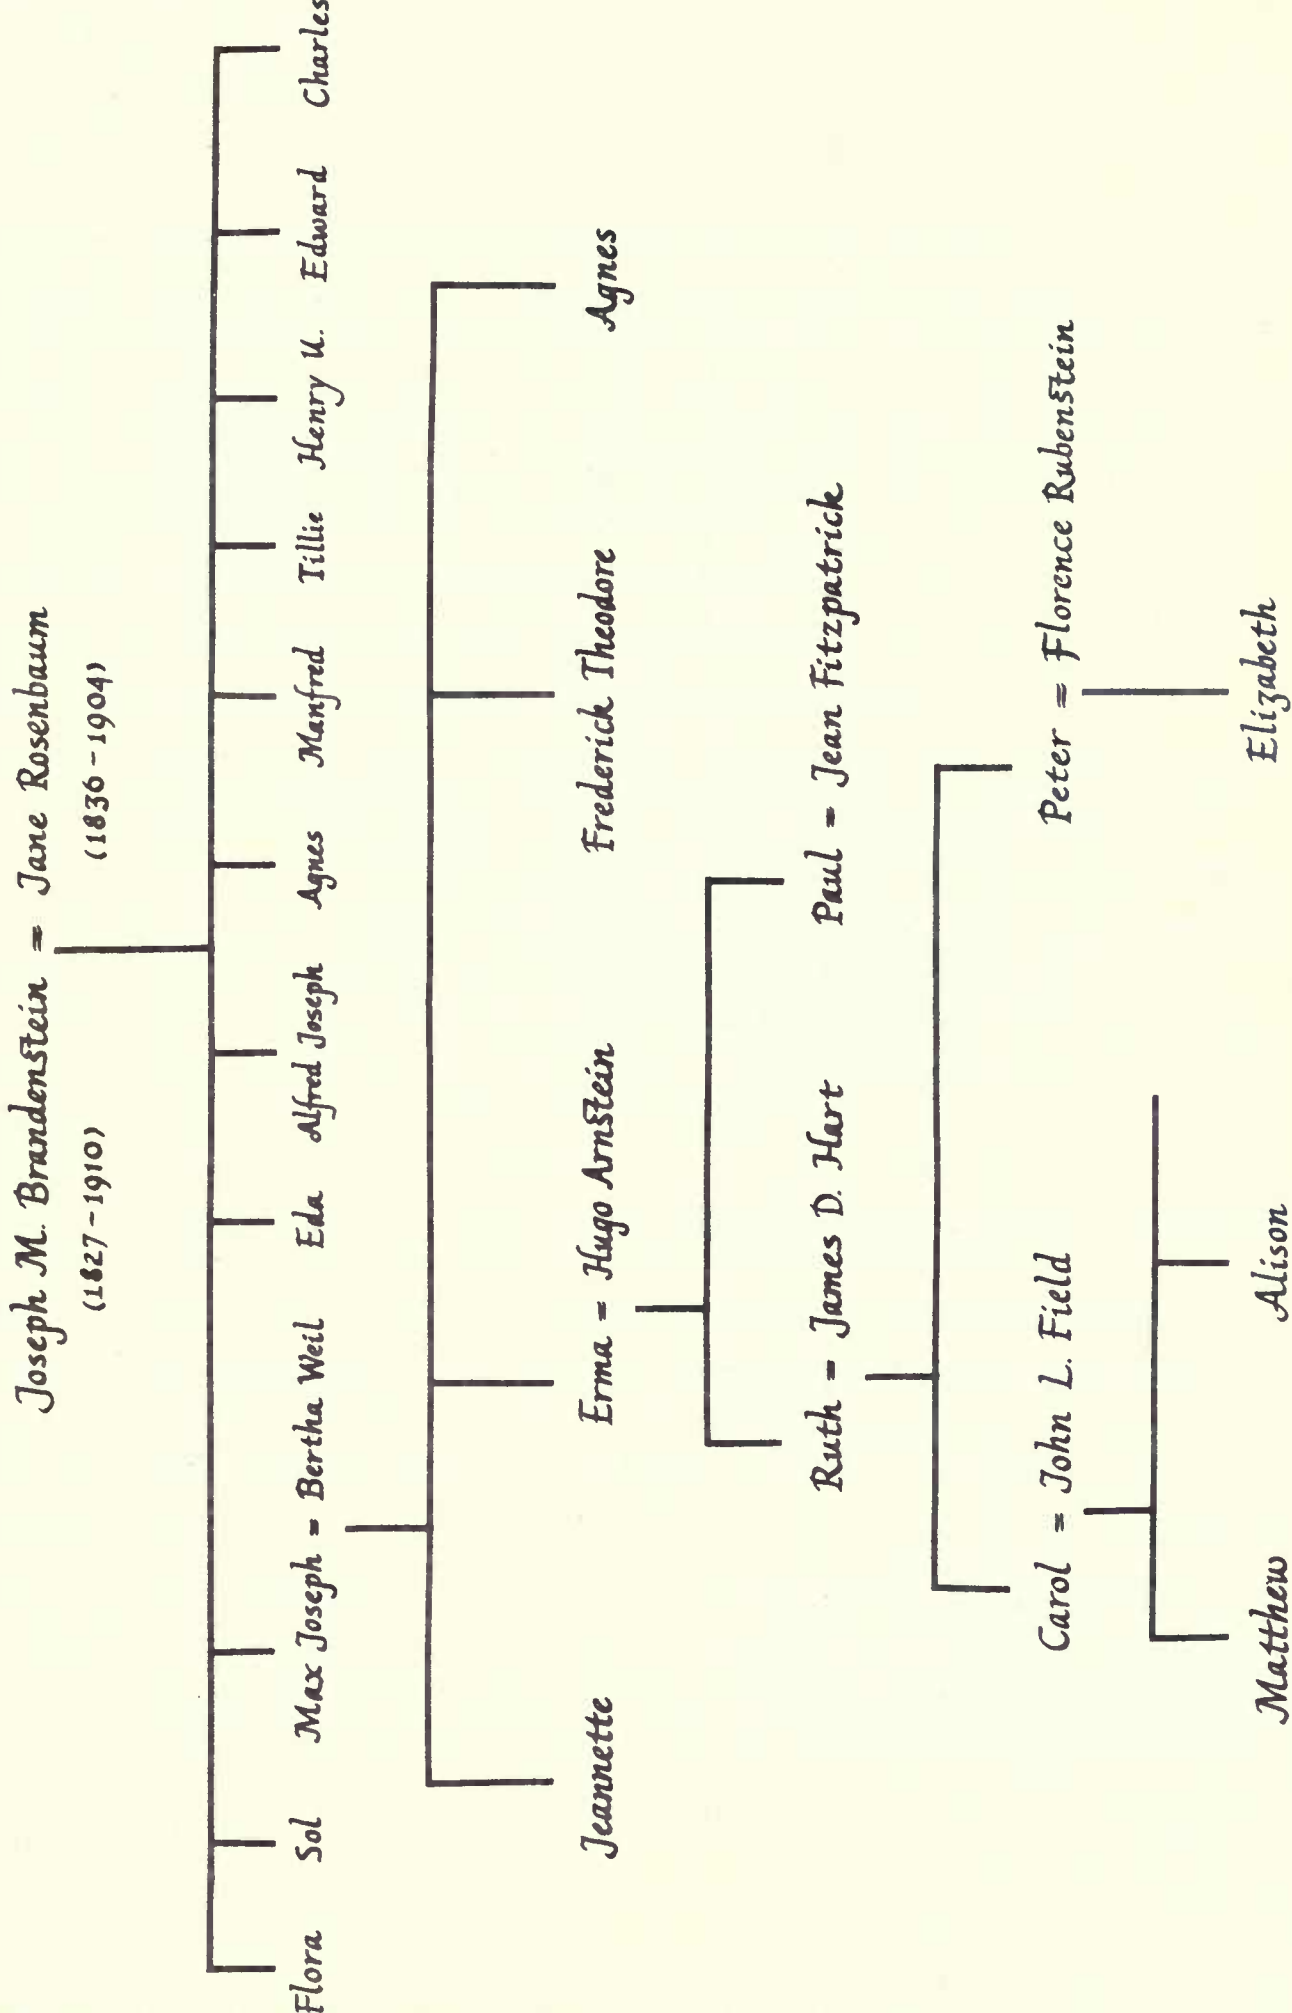 Joseph M. Brandenstein = Jane Rosenbaum
(1827-1910) (1836-1904)
Flora Sol Max Joseph = Bertha Weil Eda Alfred Joseph Agnes Manfred Tillie Henry U. Edward Charles
Jeannette Erma = Hugo Arnstein Frederick Theodore Agnes
Ruth = James D. Hart Paul = Jean Fitzpatrick
Carol = John L. Field Peter = Florence Rubenstein
Matthew Alison Elizabeth